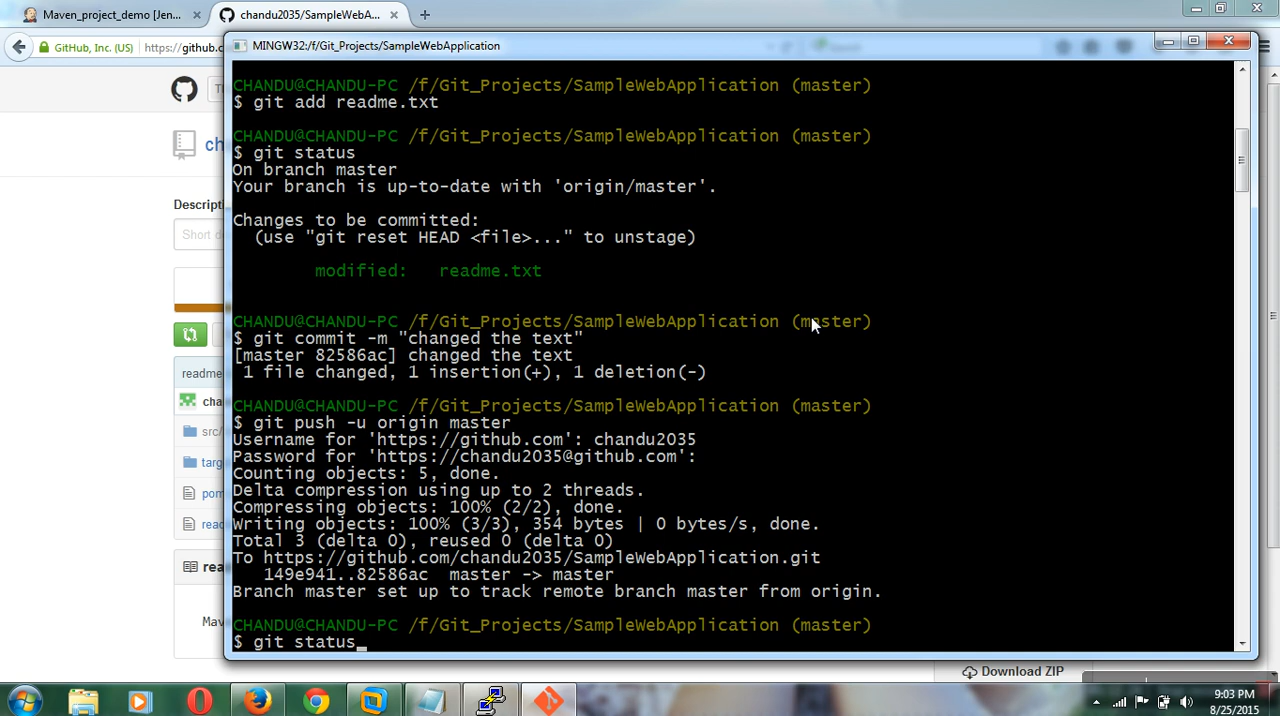 Maven_project_demo [Jen...
chandu2035/SampleWebA...
GitHub, Inc. (US)
https://github.c
MINGW32:/f/Git_Projects/SampleWebApplication
CHANDU@CHANDU-PC /f/Git_Projects/SampleWebApplication (master)
$ git add readme.txt
CHANDU@CHANDU-PC /f/Git_Projects/SampleWebApplication (master)
$ git status
On branch master
Your branch is up-to-date with 'origin/master'.
Changes to be committed:
(use "git reset HEAD <file>..." to unstage)
modified: readme.txt
CHANDU@CHANDU-PC /f/Git_Projects/SampleWebApplication (master)
$ git commit -m "changed the text"
[master 82586ac] changed the text
1 file changed, 1 insertion(+), 1 deletion(-)
CHANDU@CHANDU-PC /f/Git_Projects/SampleWebApplication (master)
$ git push -u origin master
Username for 'https://github.com': chandu2035
Password for 'https://chandu2035@github.com':
Counting objects: 5, done.
Delta compression using up to 2 threads.
Compressing objects: 100% (2/2), done.
Writing objects: 100% (3/3), 354 bytes | 0 bytes/s, done.
Total 3 (delta 0), reused 0 (delta 0)
To https://github.com/chandu2035/SampleWebApplication.git
149e941..82586ac master -> master
Branch master set up to track remote branch master from origin.
CHANDU@CHANDU-PC /f/Git_Projects/SampleWebApplication (master)
$ git status
ch
Descript
Short d
readme
cha
src/
targ
pom
read
rea
Mav
Download ZIP
9:03 PM
8/25/2015